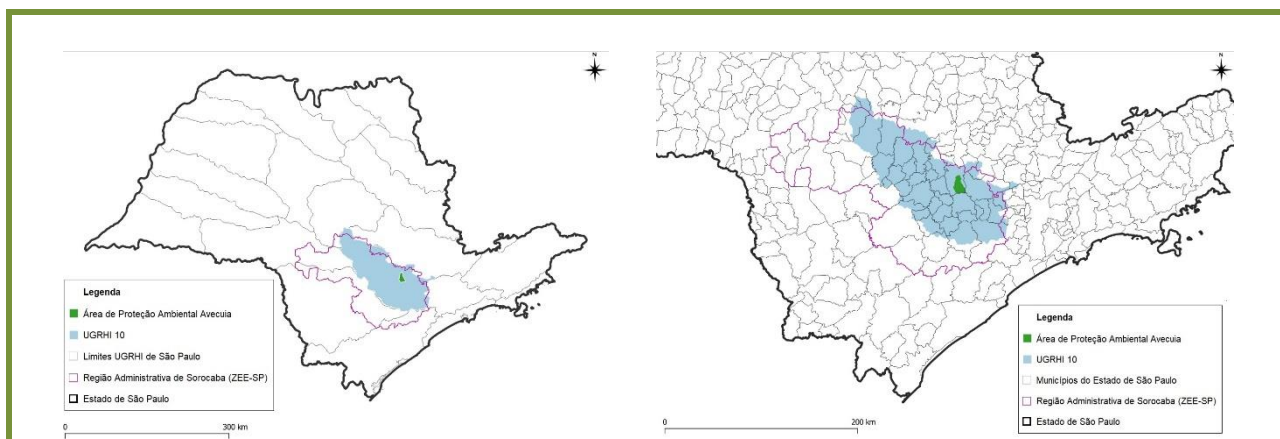 N
Legenda
Área de Proteção Ambiental Avecuia
UGRHI 10
Limites UGRHI de São Paulo
Região Administrativa de Sorocaba (ZEE-SP)
Estado de São Paulo
0 300 km
N
Legenda
Área de Proteção Ambiental Avecuia
UGRHI 10
Municípios do Estado de São Paulo
Região Administrativa de Sorocaba (ZEE-SP)
Estado de São Paulo
0 200 km